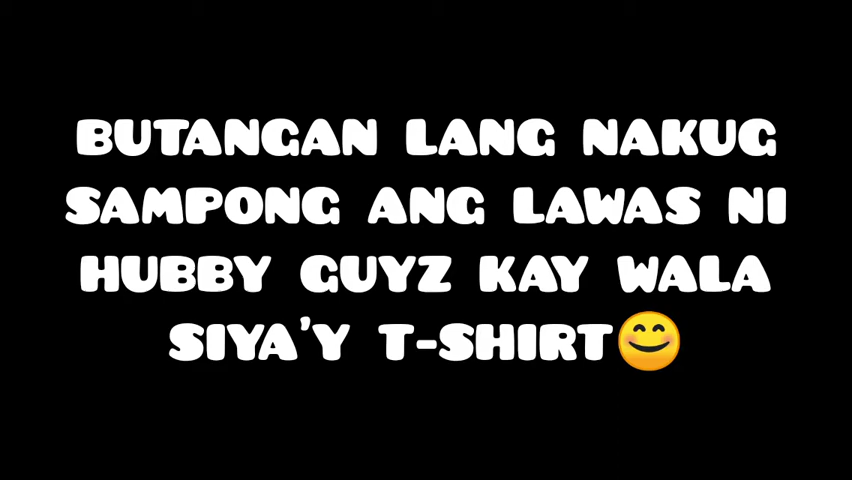 BUTANGAN LANG NAKUG
SAMPONG ANG LAWAS NI
HUBBY GUYZ KAY WALA
SIYA'Y T-SHIRT😊